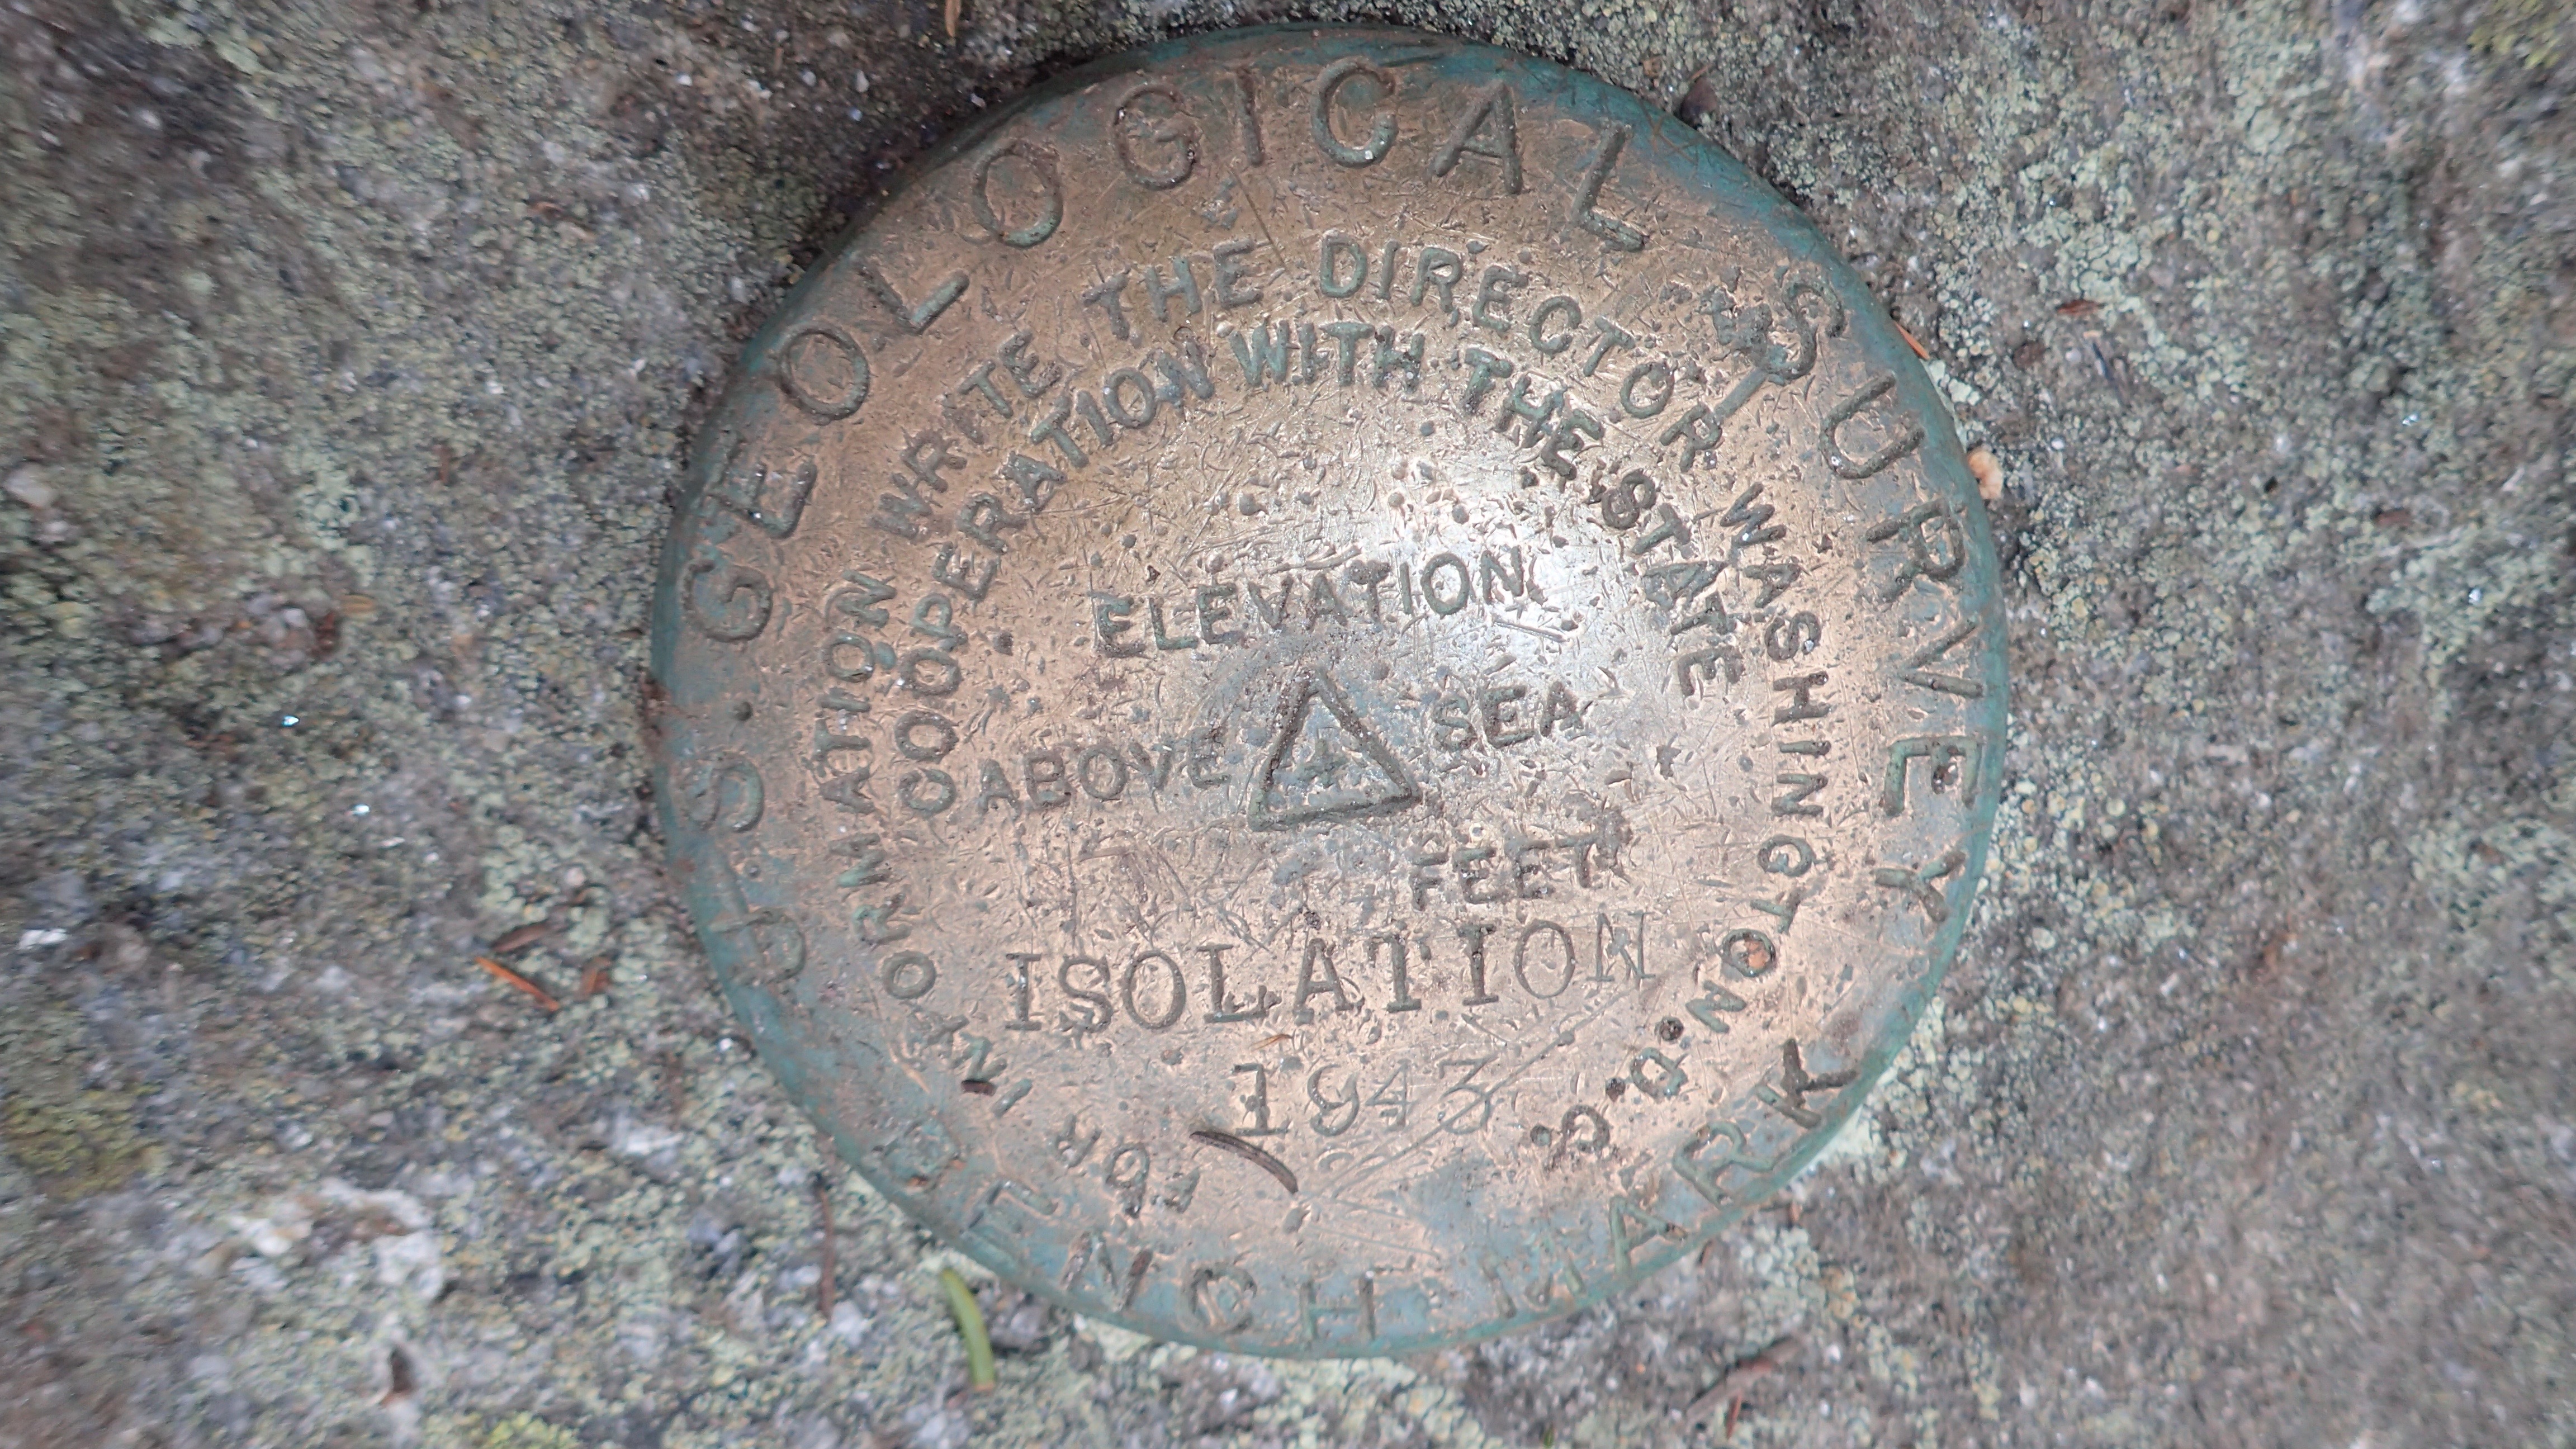 U.S. GEOLOGICAL SURVEY
BENCH MARK
FOR INFORMATION WRITE THE DIRECTOR WASHINGTON. D. C.
COOPERATION WITH THE STATE
ELEVATION
ABOVE SEA
FEET
ISOLATION
1943